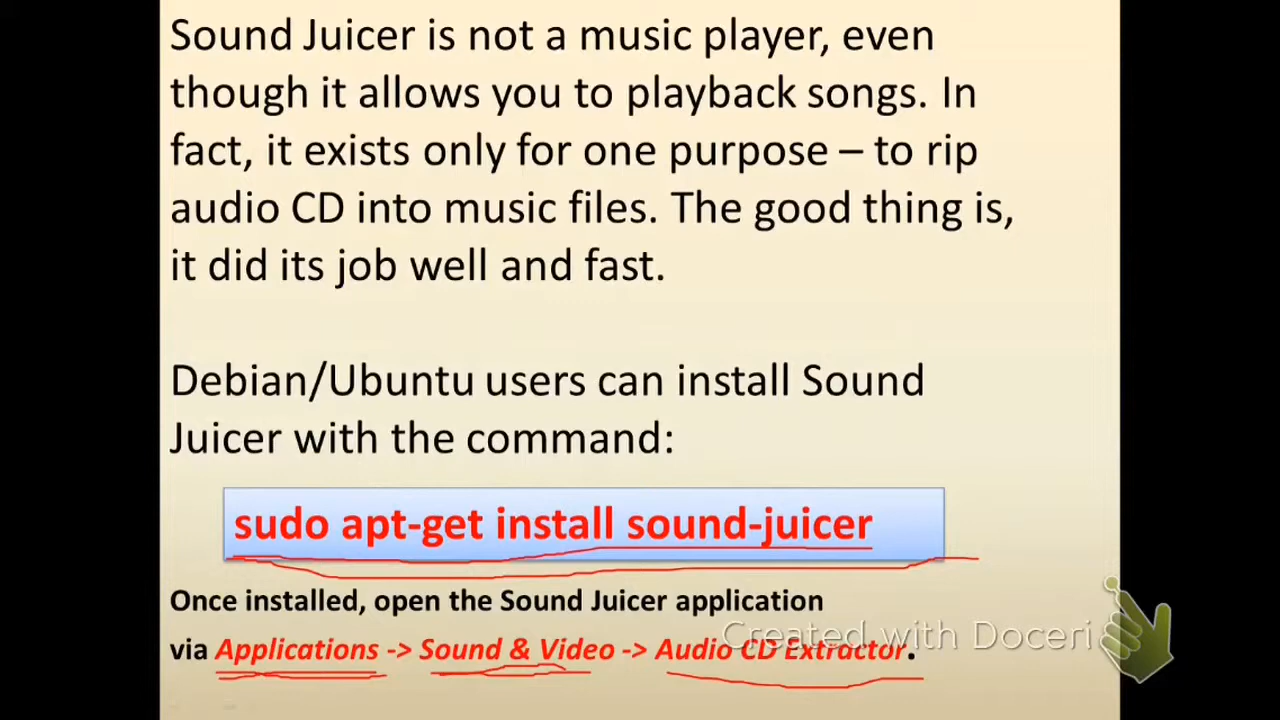 Sound Juicer is not a music player, even
though it allows you to playback songs. In
fact, it exists only for one purpose – to rip
audio CD into music files. The good thing is,
it did its job well and fast.
Debian/Ubuntu users can install Sound
Juicer with the command:
sudo apt-get install sound-juicer
Once installed, open the Sound Juicer application
via Applications -> Sound & Video -> Audio CD Extractor.
Created with Doceri